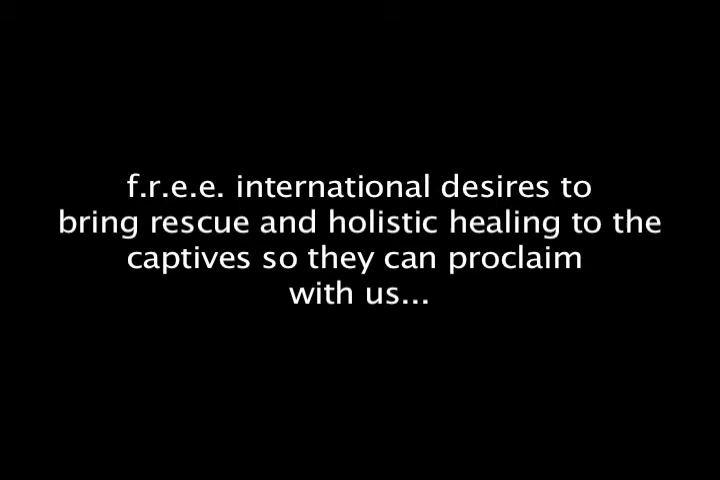 f.r.e.e. international desires to
bring rescue and holistic healing to the
captives so they can proclaim
with us...